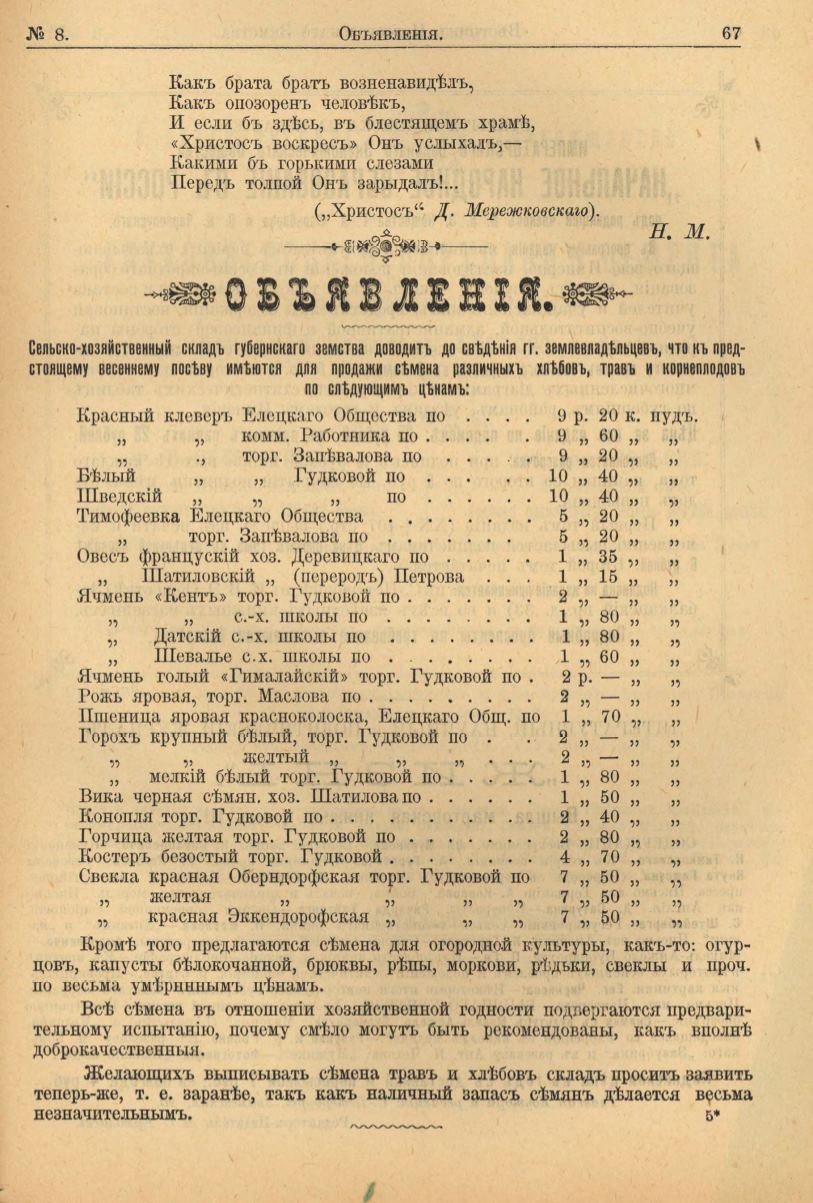 № 8. Объявленія. 67
Какъ брата братъ возненавидѣлъ,
Какъ опозоренъ человѣкъ,
И если бъ здѣсь, въ блестящемъ храмѣ,
«Христосъ воскресъ» Онъ услыхалъ,—
Какими бъ горькими слезами
Передъ толпой Онъ зарыдалъ!...
(„Христосъ“ Д. Мережковскаго).
Н. М.
ОБЪЯВЛЕНІЯ.
Сельско-хозяйственный складъ губернскаго земства доводитъ до свѣдѣнія гг. землевладѣльцевъ, что къ пред-
стоящему весеннему посѣву имѣются для продажи сѣмена различныхъ хлѣбовъ, травъ и корнеплодовъ
по слѣдующимъ цѣнамъ:
Красный клеверъ Елецкаго Общества по . . . . 9 р. 20 к. пудъ.
„ „ комм. Работника по . . . . . 9 „ 60 „ „
„ „ торг. Запѣвалова по . . . . . 9 „ 20 „ „
Бѣлый „ „ Гудковой по . . . . . . 10 „ 40 „ „
Шведскій „ „ „ по . . . . . . 10 „ 40 „ „
Тимофеевка Елецкаго Общества . . . . . . . . 5 „ 20 „ „
„ торг. Запѣвалова по . . . . . . . 5 „ 20 „ „
Овесъ францускій хоз. Деревицкаго по . . . . . 1 „ 35 „ „
„ Шатиловскій „ (перерод) Петрова . . . 1 „ 15 „ „
Ячмень «Кентъ» торг. Гудковой по . . . . . . . 2 „ — „ „
„ „ с.-х. школы по . . . . . . . . 1 „ 80 „ „
„ Датскій с.-х. школы по . . . . . . . . 1 „ 80 „ „
„ Шевалье с.х. школы по . . . . . . . . 1 „ 60 „ „
Ячмень голый «Гималайскій» торг. Гудковой по . 2 р. — „ „
Рожь яровая, торг. Маслова по . . . . . . . . . 2 „ — „ „
Пшеница яровая красноколоска, Елецкаго Общ. по 1 „ 70 „ „
Горохъ крупный бѣлый, торг. Гудковой по . . 2 „ — „ „
„ „ желтый „ „ „ . . . 2 „ — „ „
„ мелкій бѣлый торг. Гудковой по . . . . . 1 „ 80 „ „
Вика черная сѣмян. хоз. Шатилова по . . . . . . 1 „ 50 „ „
Конопля торг. Гудковой по . . . . . . . . . . . 2 „ 40 „ „
Горчица желтая торг. Гудковой по . . . . . . . 2 „ 80 „ „
Костеръ безостый торг. Гудковой . . . . . . . . 4 „ 70 „ „
Свекла красная Оберндорфская торг. Гудковой по 7 „ 50 „ „
„ желтая „ „ „ „ 7 „ 50 „ „
„ красная Эккендорофская „ „ „ 7 „ 50 „ „
Кромѣ того предлагаются сѣмена для огородной культуры, какъ-то: огур-
цовъ, капусты бѣлокочанной, брюквы, рѣпы, моркови, рѣдьки, свеклы и проч.
по весьма умѣрннымъ цѣнамъ.
Всѣ сѣмена въ отношеніи хозяйственной годности подвергаются предвари-
тельному испытанію, почему смѣло могутъ быть рекомендованы, какъ вполнѣ
доброкачественныя.
Желающихъ выписывать сѣмена травъ и хлѣбовъ складъ проситъ заявить
теперь-же, т. е. заранѣе, такъ какъ наличный запасъ сѣмянъ дѣлается весьма
незначительнымъ. 5*